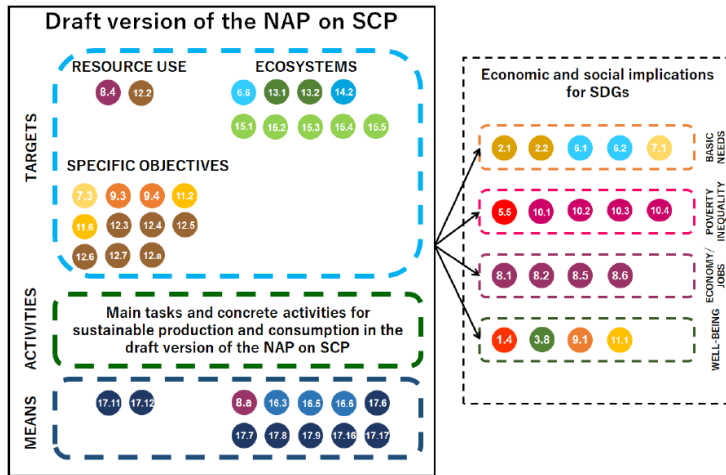 Draft version of the NAP on SCP
TARGETS
RESOURCE USE
8.4 12.2
ECOSYSTEMS
6.6 13.1 13.2 14.2
15.1 15.2 15.3 15.4 15.5
SPECIFIC OBJECTIVES
7.3 9.3 9.4 11.2
11.6 12.3 12.4 12.5
12.6 12.7 12.a
ACTIVITIES
Main tasks and concrete activities for
sustainable production and consumption in the
draft version of the NAP on SCP
MEANS
17.11 17.12
8.a 16.3 16.5 16.6 17.6
17.7 17.8 17.9 17.16 17.17
Economic and social implications
for SDGs
2.1 2.2 6.1 6.2 7.1
BASIC
NEEDS
5.5 10.1 10.2 10.3 10.4
POVERTY
INEQUALITY
8.1 8.2 8.5 8.6
ECONOMY/
JOBS
1.4 3.8 9.1 11.1
WELL-BEING